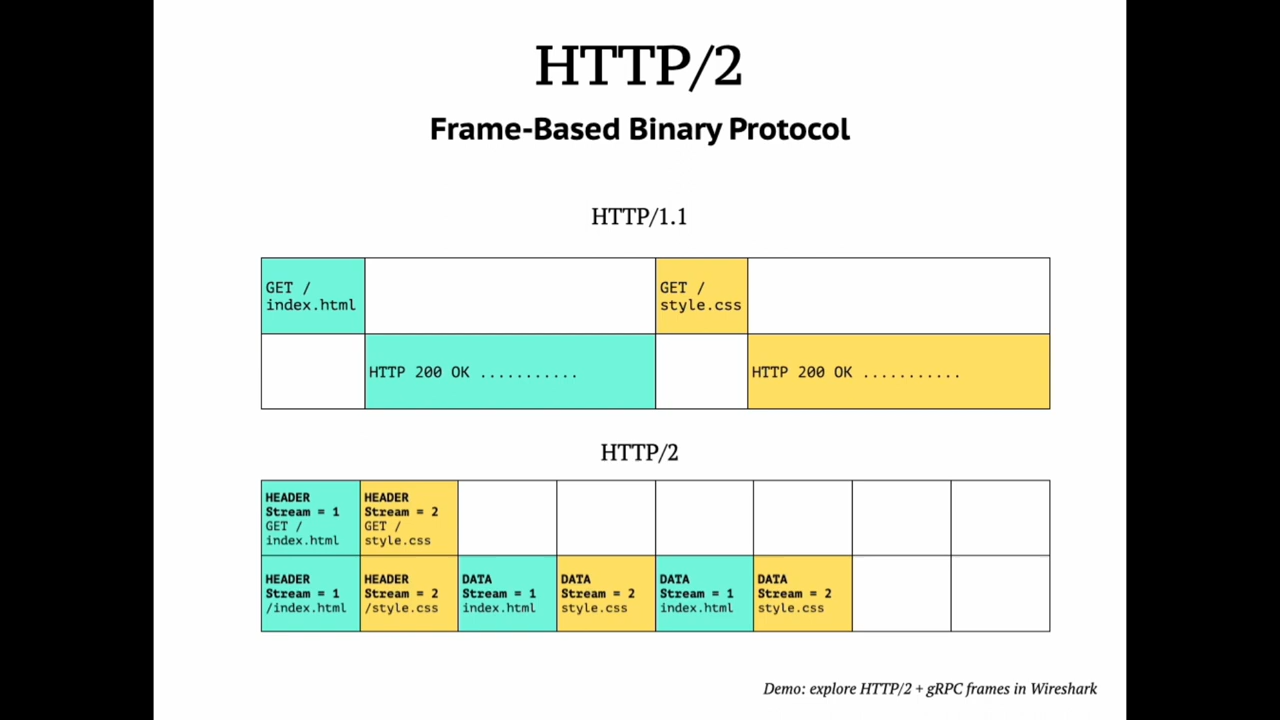 HTTP/2
Frame-Based Binary Protocol
HTTP/1.1
GET /
index.html
GET /
style.css
HTTP 200 OK ...........
HTTP 200 OK ...........
HTTP/2
HEADER
Stream = 1
GET /
index.html
HEADER
Stream = 2
GET /
style.css
HEADER
Stream = 1
/index.html
HEADER
Stream = 2
/style.css
DATA
Stream = 1
index.html
DATA
Stream = 2
style.css
DATA
Stream = 1
index.html
DATA
Stream = 2
style.css
Demo: explore HTTP/2 + gRPC frames in Wireshark